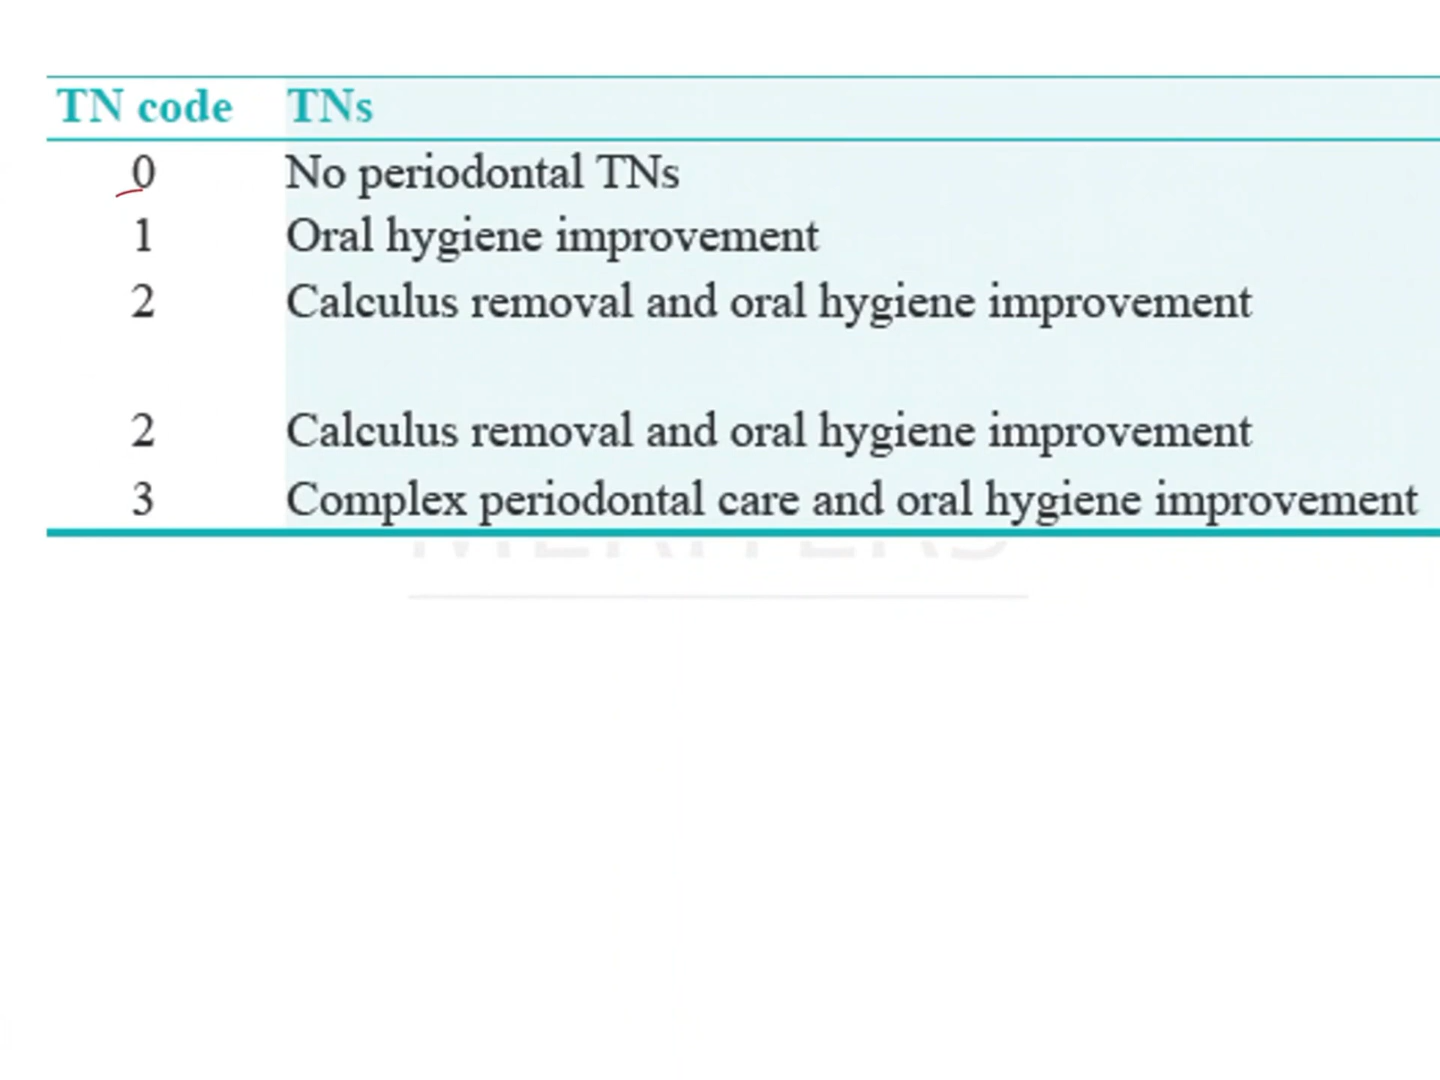 TN code TNs
0 No periodontal TNs
1 Oral hygiene improvement
2 Calculus removal and oral hygiene improvement
2 Calculus removal and oral hygiene improvement
3 Complex periodontal care and oral hygiene improvement